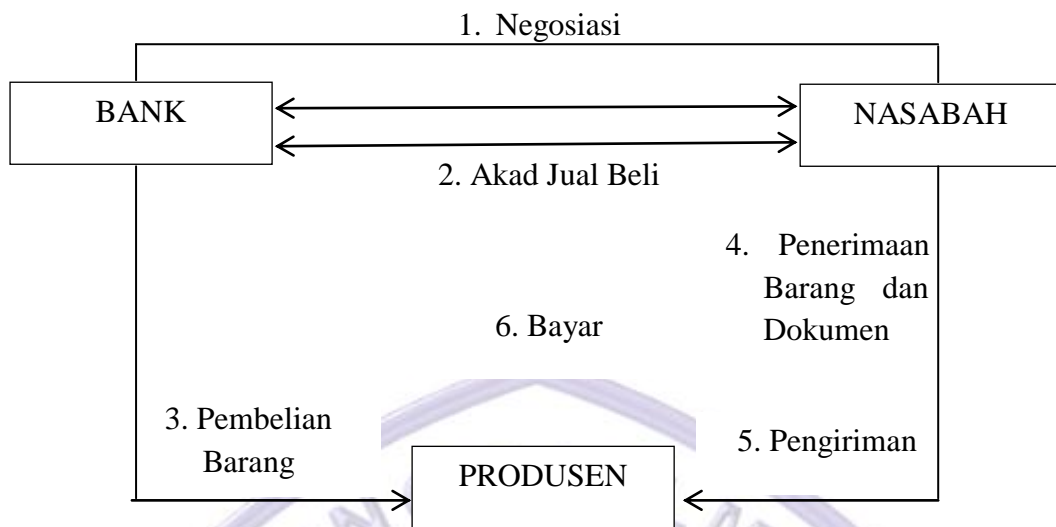 1. Negosiasi
BANK
NASABAH
2. Akad Jual Beli
4. Penerimaan
Barang dan
Dokumen
6. Bayar
3. Pembelian
Barang
5. Pengiriman
PRODUSEN